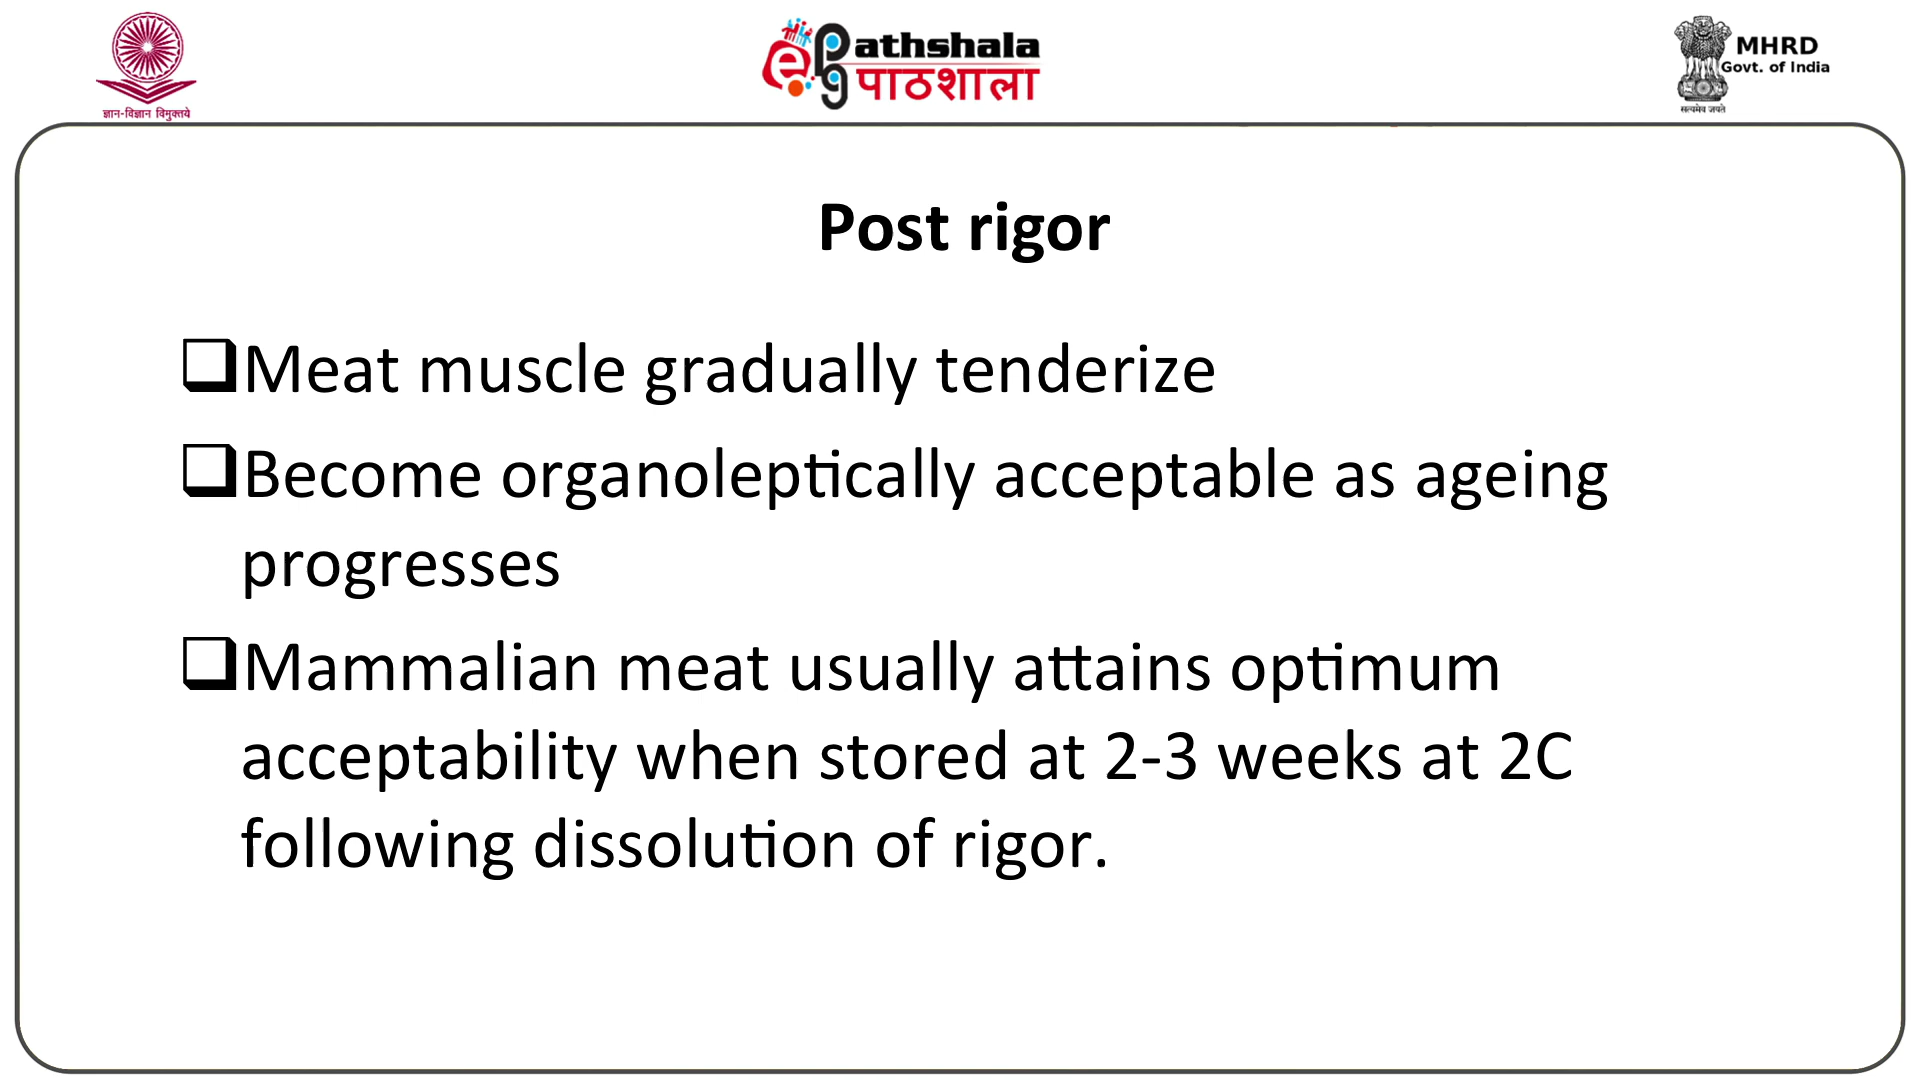 ज्ञान-विज्ञान विमुक्तये
e pg Pathshala
पाठशाला
MHRD
Govt. of India
सत्यमेव जयते
Post rigor
❑Meat muscle gradually tenderize
❑Become organoleptically acceptable as ageing
progresses
❑Mammalian meat usually attains optimum
acceptability when stored at 2-3 weeks at 2C
following dissolution of rigor.